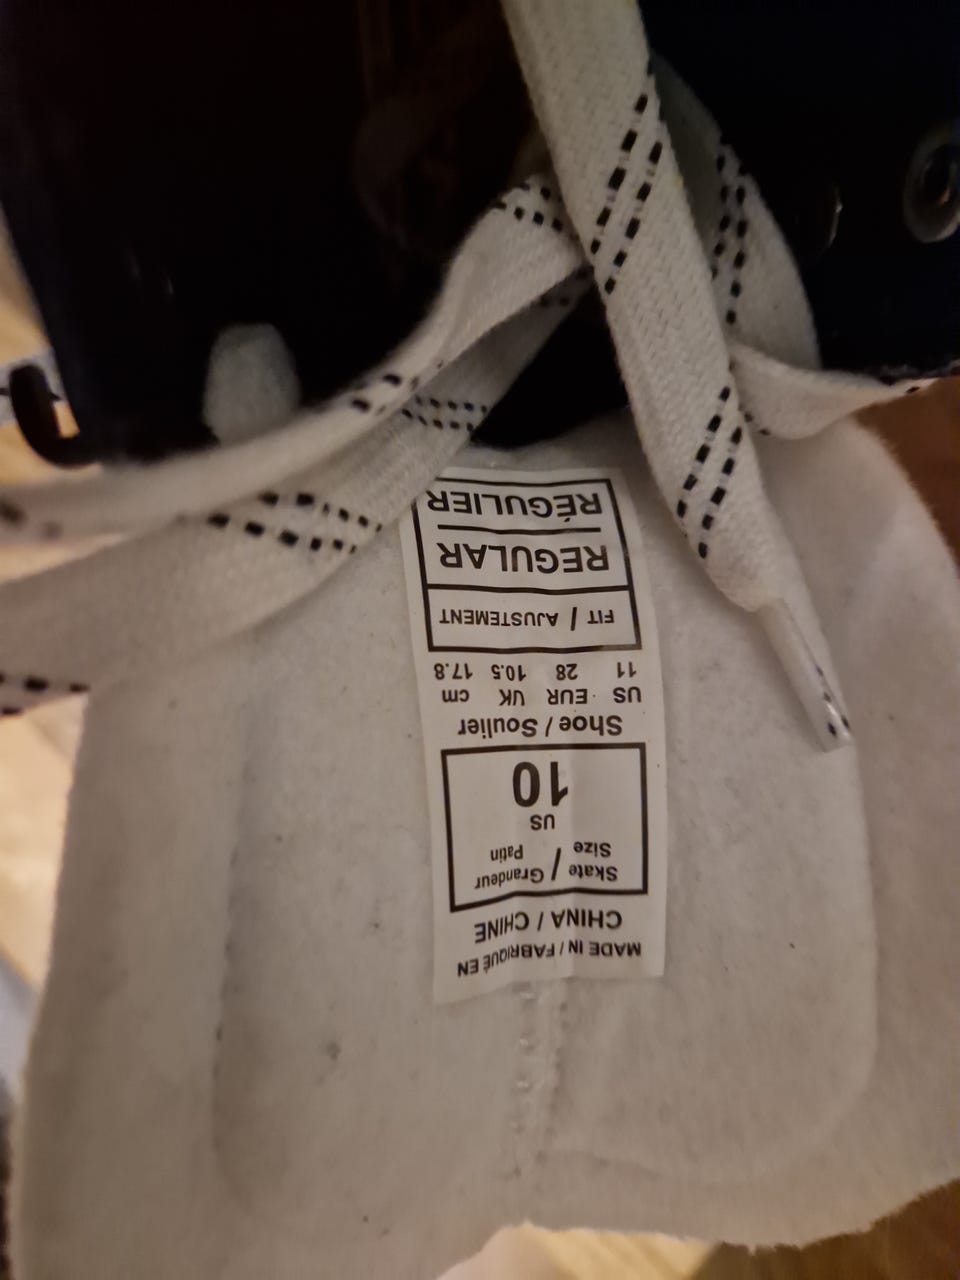 MADE IN / FABRIQUÉ EN
CHINA / CHINE
Skate / Grandeur
Size / Patin
US
10
Shoe / Soulier
US EUR UK cm
11 28 10.5 17.8
FIT / AJUSTEMENT
REGULAR
RÉGULIER